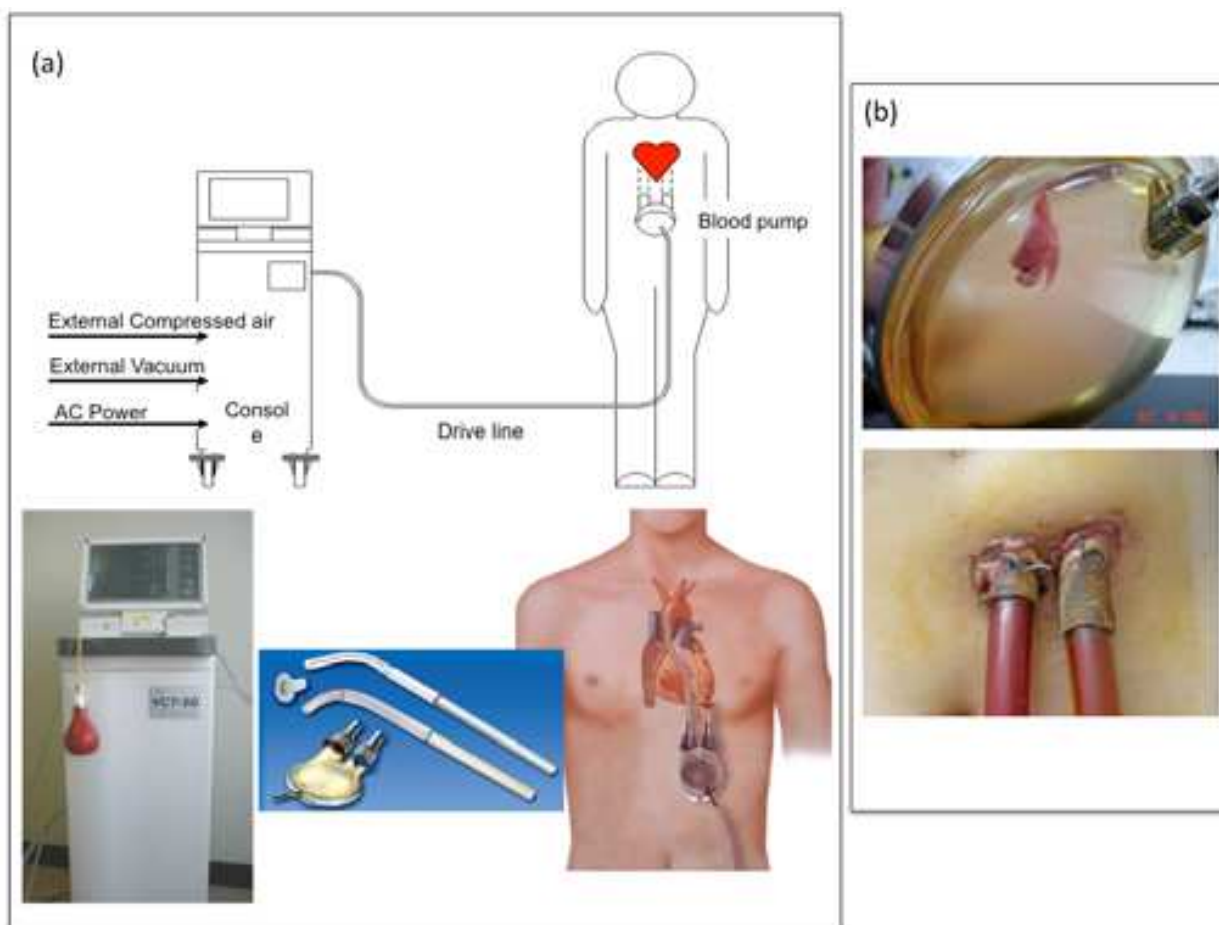 (a)
Blood pump
External Compressed air
External Vacuum
AC Power
Consol
e
Drive line
(b)